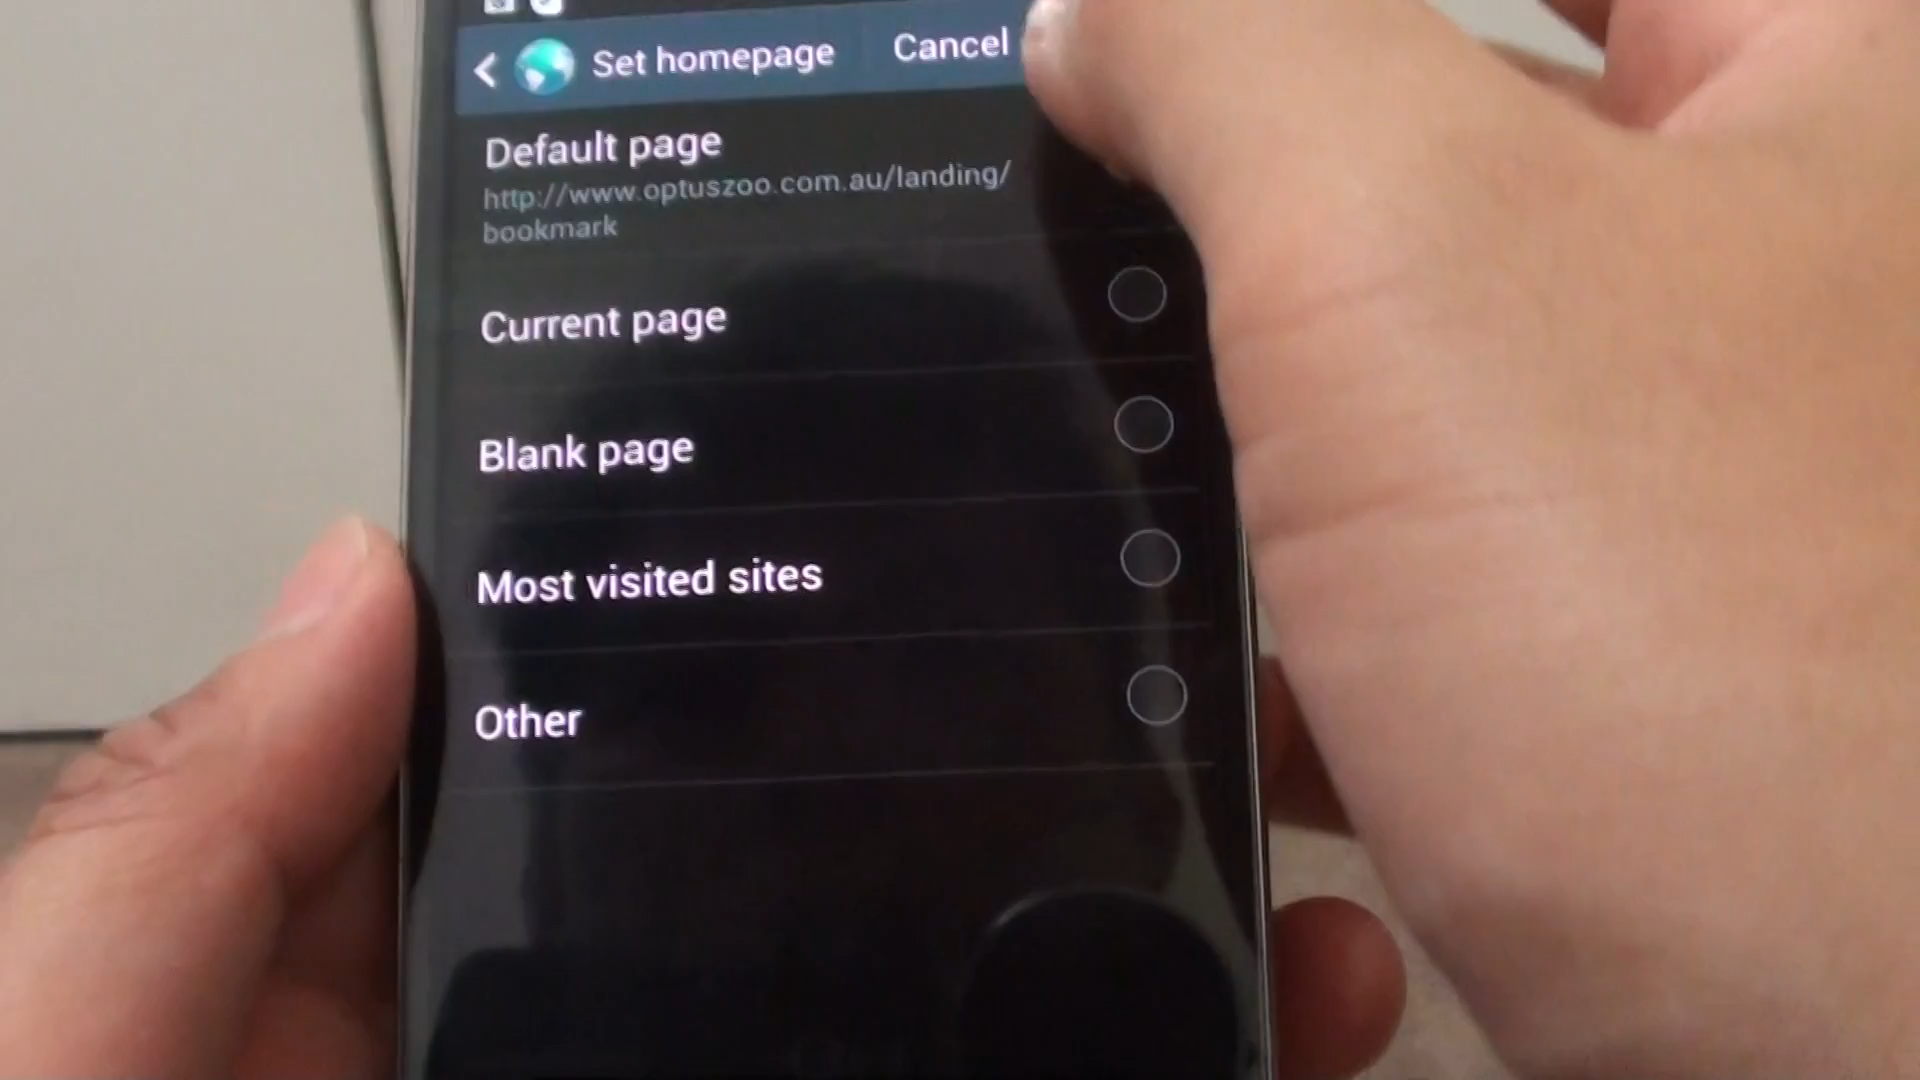 Set homepage
Cancel
Default page
http://www.optuszoo.com.au/landing/
bookmark
Current page
Blank page
Most visited sites
Other